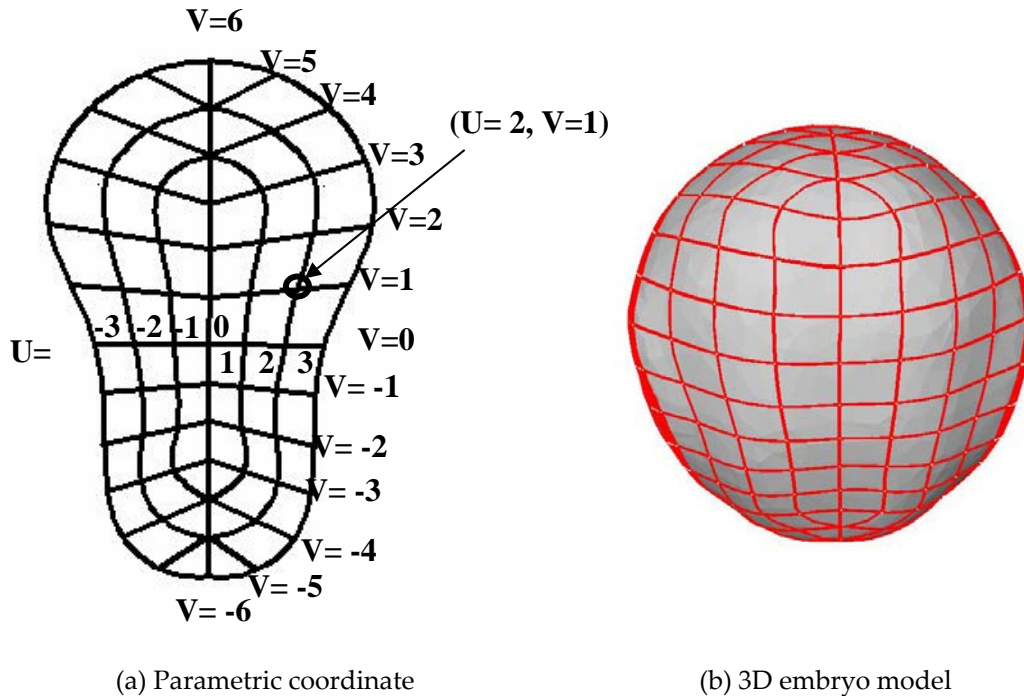 V=6
V=5
V=4
(U= 2, V=1)
V=3
V=2
V=1
-3 -2 -1 0
U=
V=0
1 2 3
V= -1
V= -2
V= -3
V= -4
V= -5
V= -6
(a) Parametric coordinate
(b) 3D embryo model